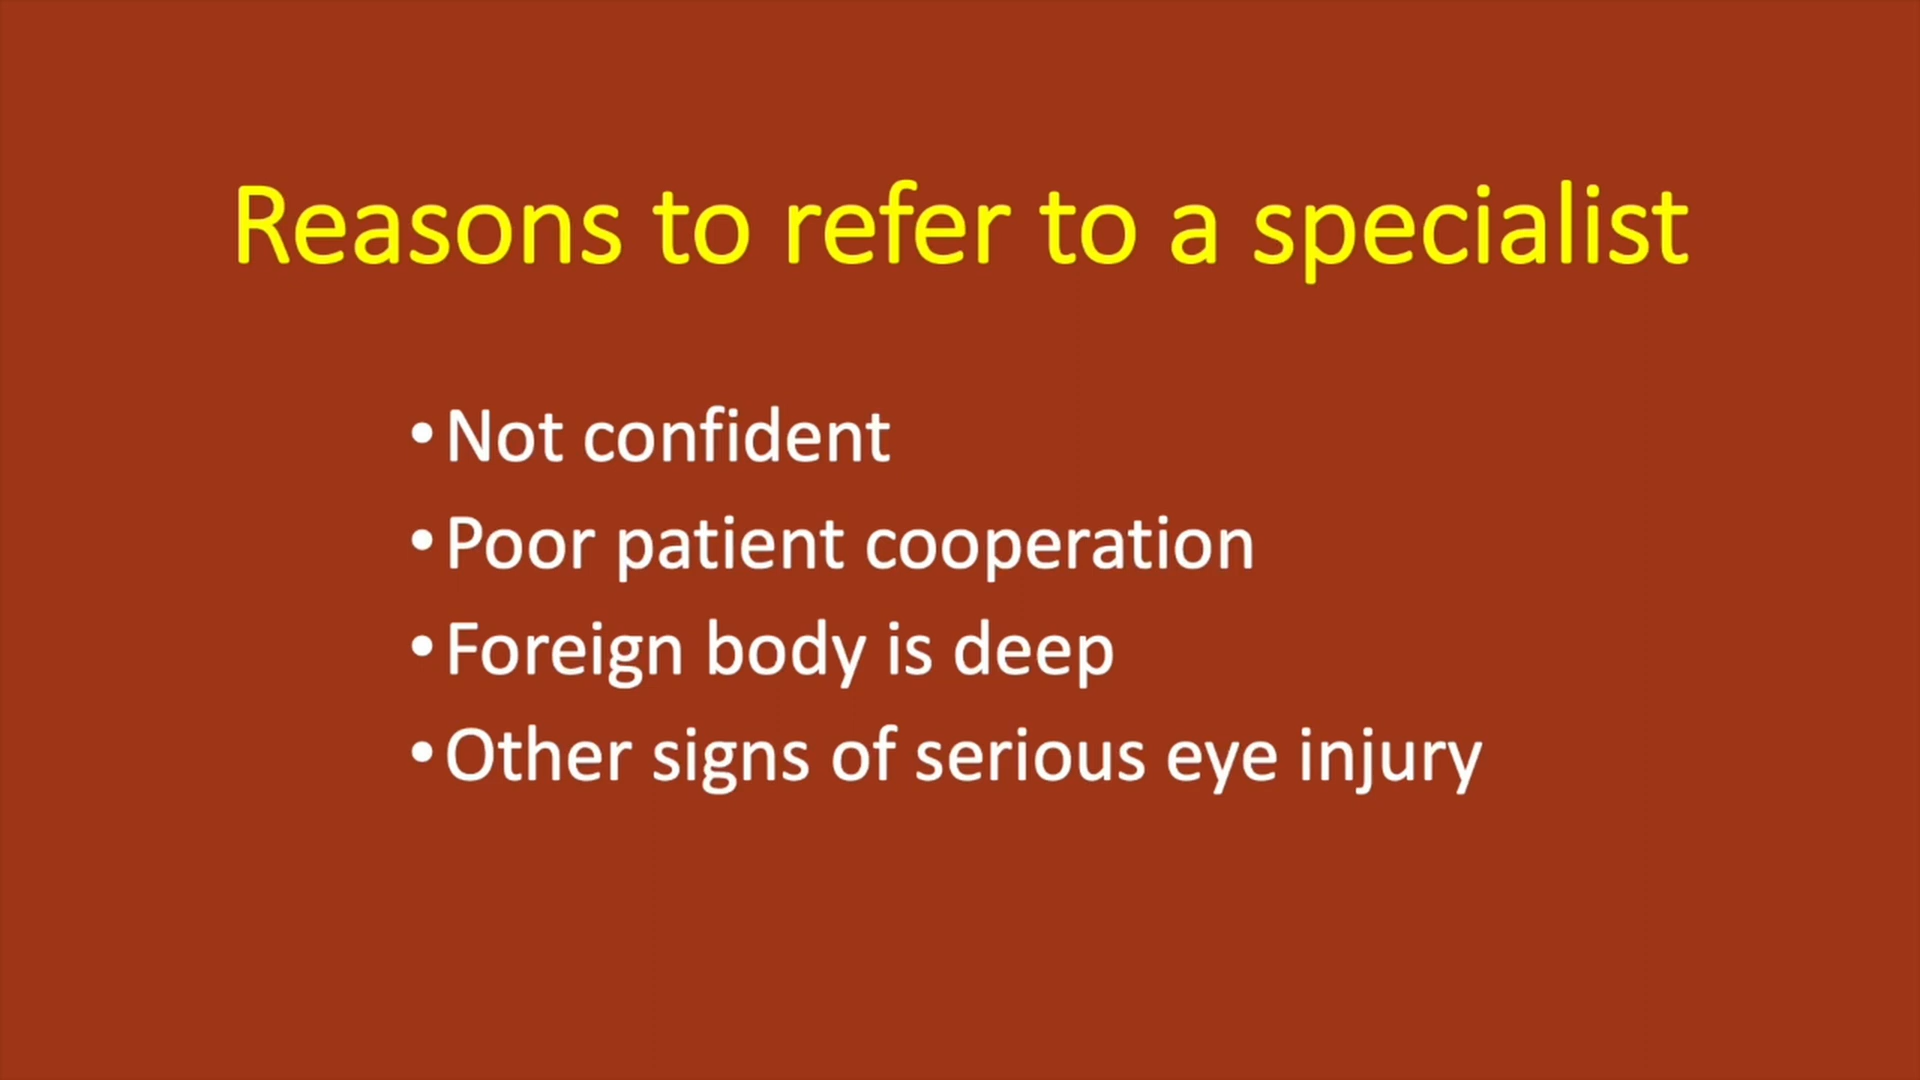 Reasons to refer to a specialist
• Not confident
• Poor patient cooperation
• Foreign body is deep
• Other signs of serious eye injury